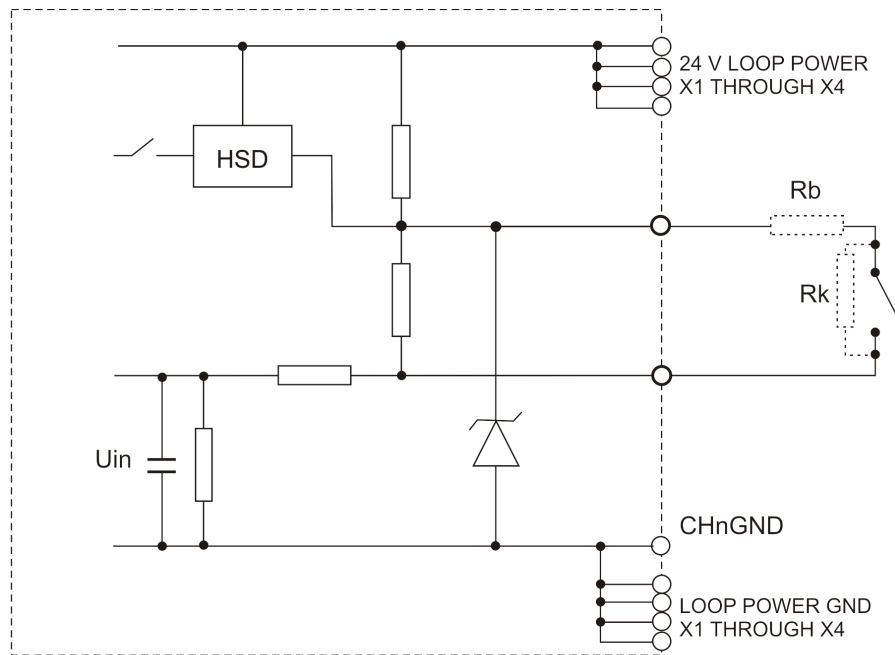 24 V LOOP POWER
X1 THROUGH X4
HSD
Rb
Rk
Uin
CHnGND
LOOP POWER GND
X1 THROUGH X4